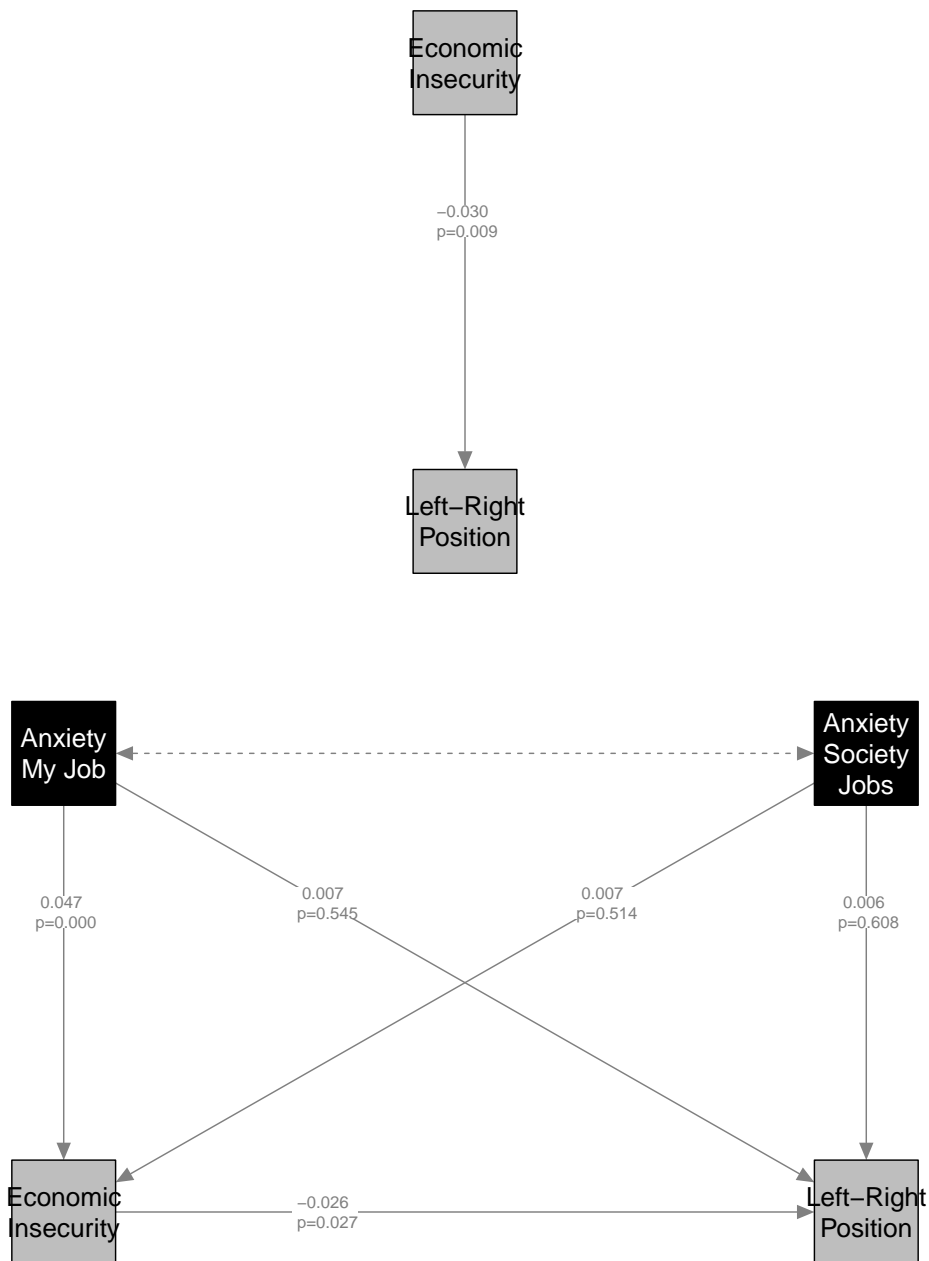 Economic
Insecurity
−0.030
p=0.009
Left−Right
Position
Anxiety
My Job
Anxiety
Society
Jobs
0.047
p=0.000
0.007
p=0.545
0.007
p=0.514
0.006
p=0.608
Economic
Insecurity
−0.026
p=0.027
Left−Right
Position